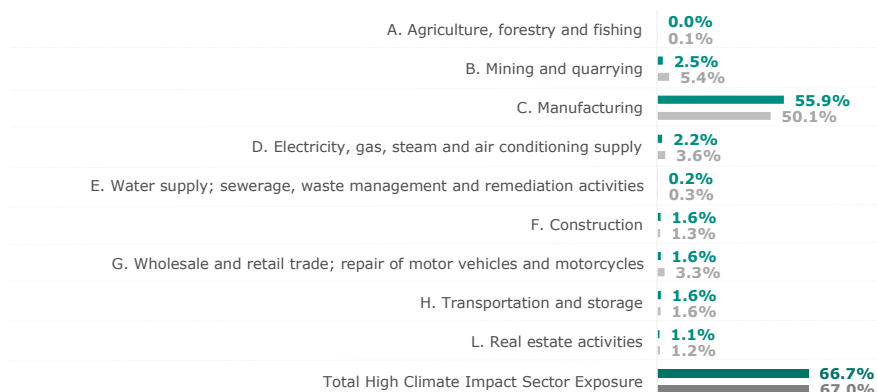 A. Agriculture, forestry and fishing 0.0%
0.1%
B. Mining and quarrying 2.5%
5.4%
C. Manufacturing 55.9%
50.1%
D. Electricity, gas, steam and air conditioning supply 2.2%
3.6%
E. Water supply; sewerage, waste management and remediation activities 0.2%
0.3%
F. Construction 1.6%
1.3%
G. Wholesale and retail trade; repair of motor vehicles and motorcycles 1.6%
3.3%
H. Transportation and storage 1.6%
1.6%
L. Real estate activities 1.1%
1.2%
Total High Climate Impact Sector Exposure 66.7%
67.0%